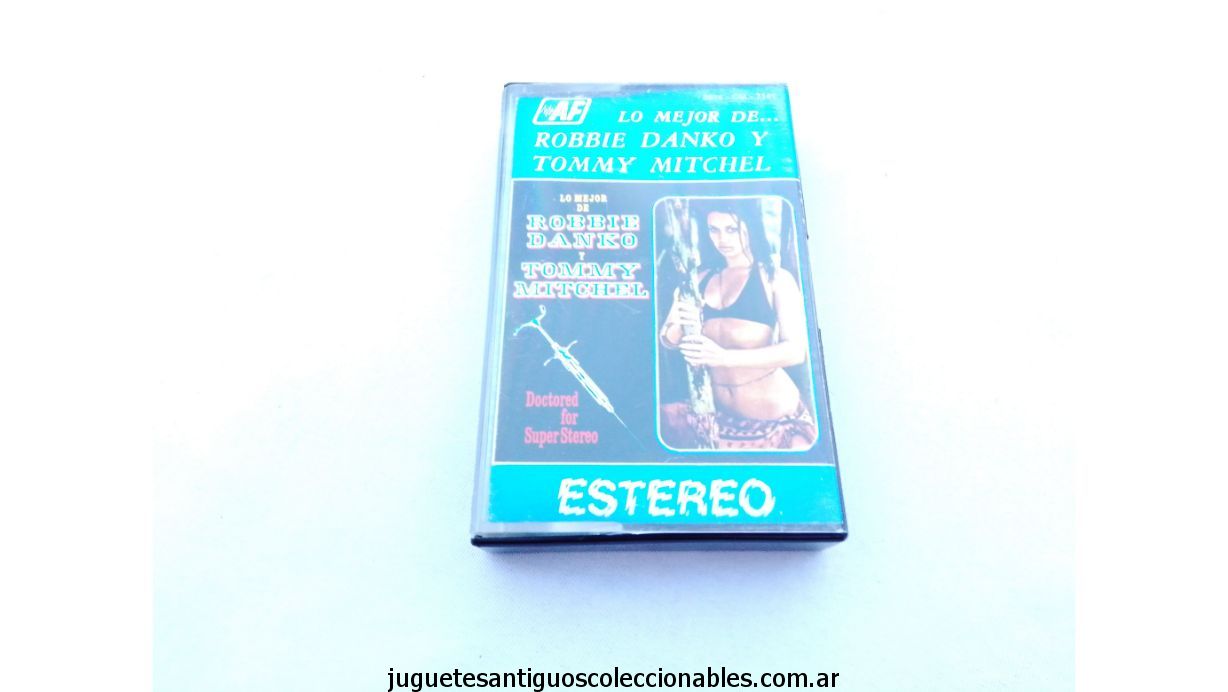 AF
LO MEJOR DE...
ROBBIE DANKO Y
TOMMY MITCHEL
LO MEJOR
DE
ROBBIE
DANKO
Y
TOMMY
MITCHEL
Doctored
for
Super Stereo
ESTEREO
juguetesantiguoscoleccionables.com.ar